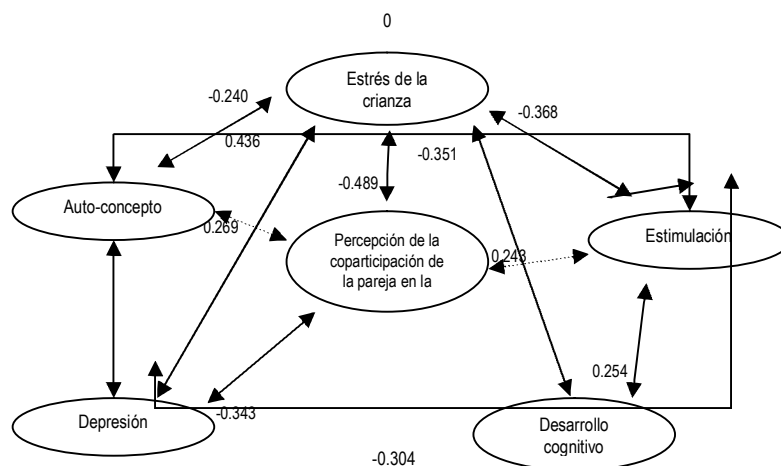 0
Estrés de la
crianza
-0.240
-0.368
0.436
-0.351
-0.489
Auto-concepto
0.269
Percepción de la
coparticipación de
la pareja en la
0.243
Estimulación
0.254
-0.343
Depresión
Desarrollo
cognitivo
-0.304